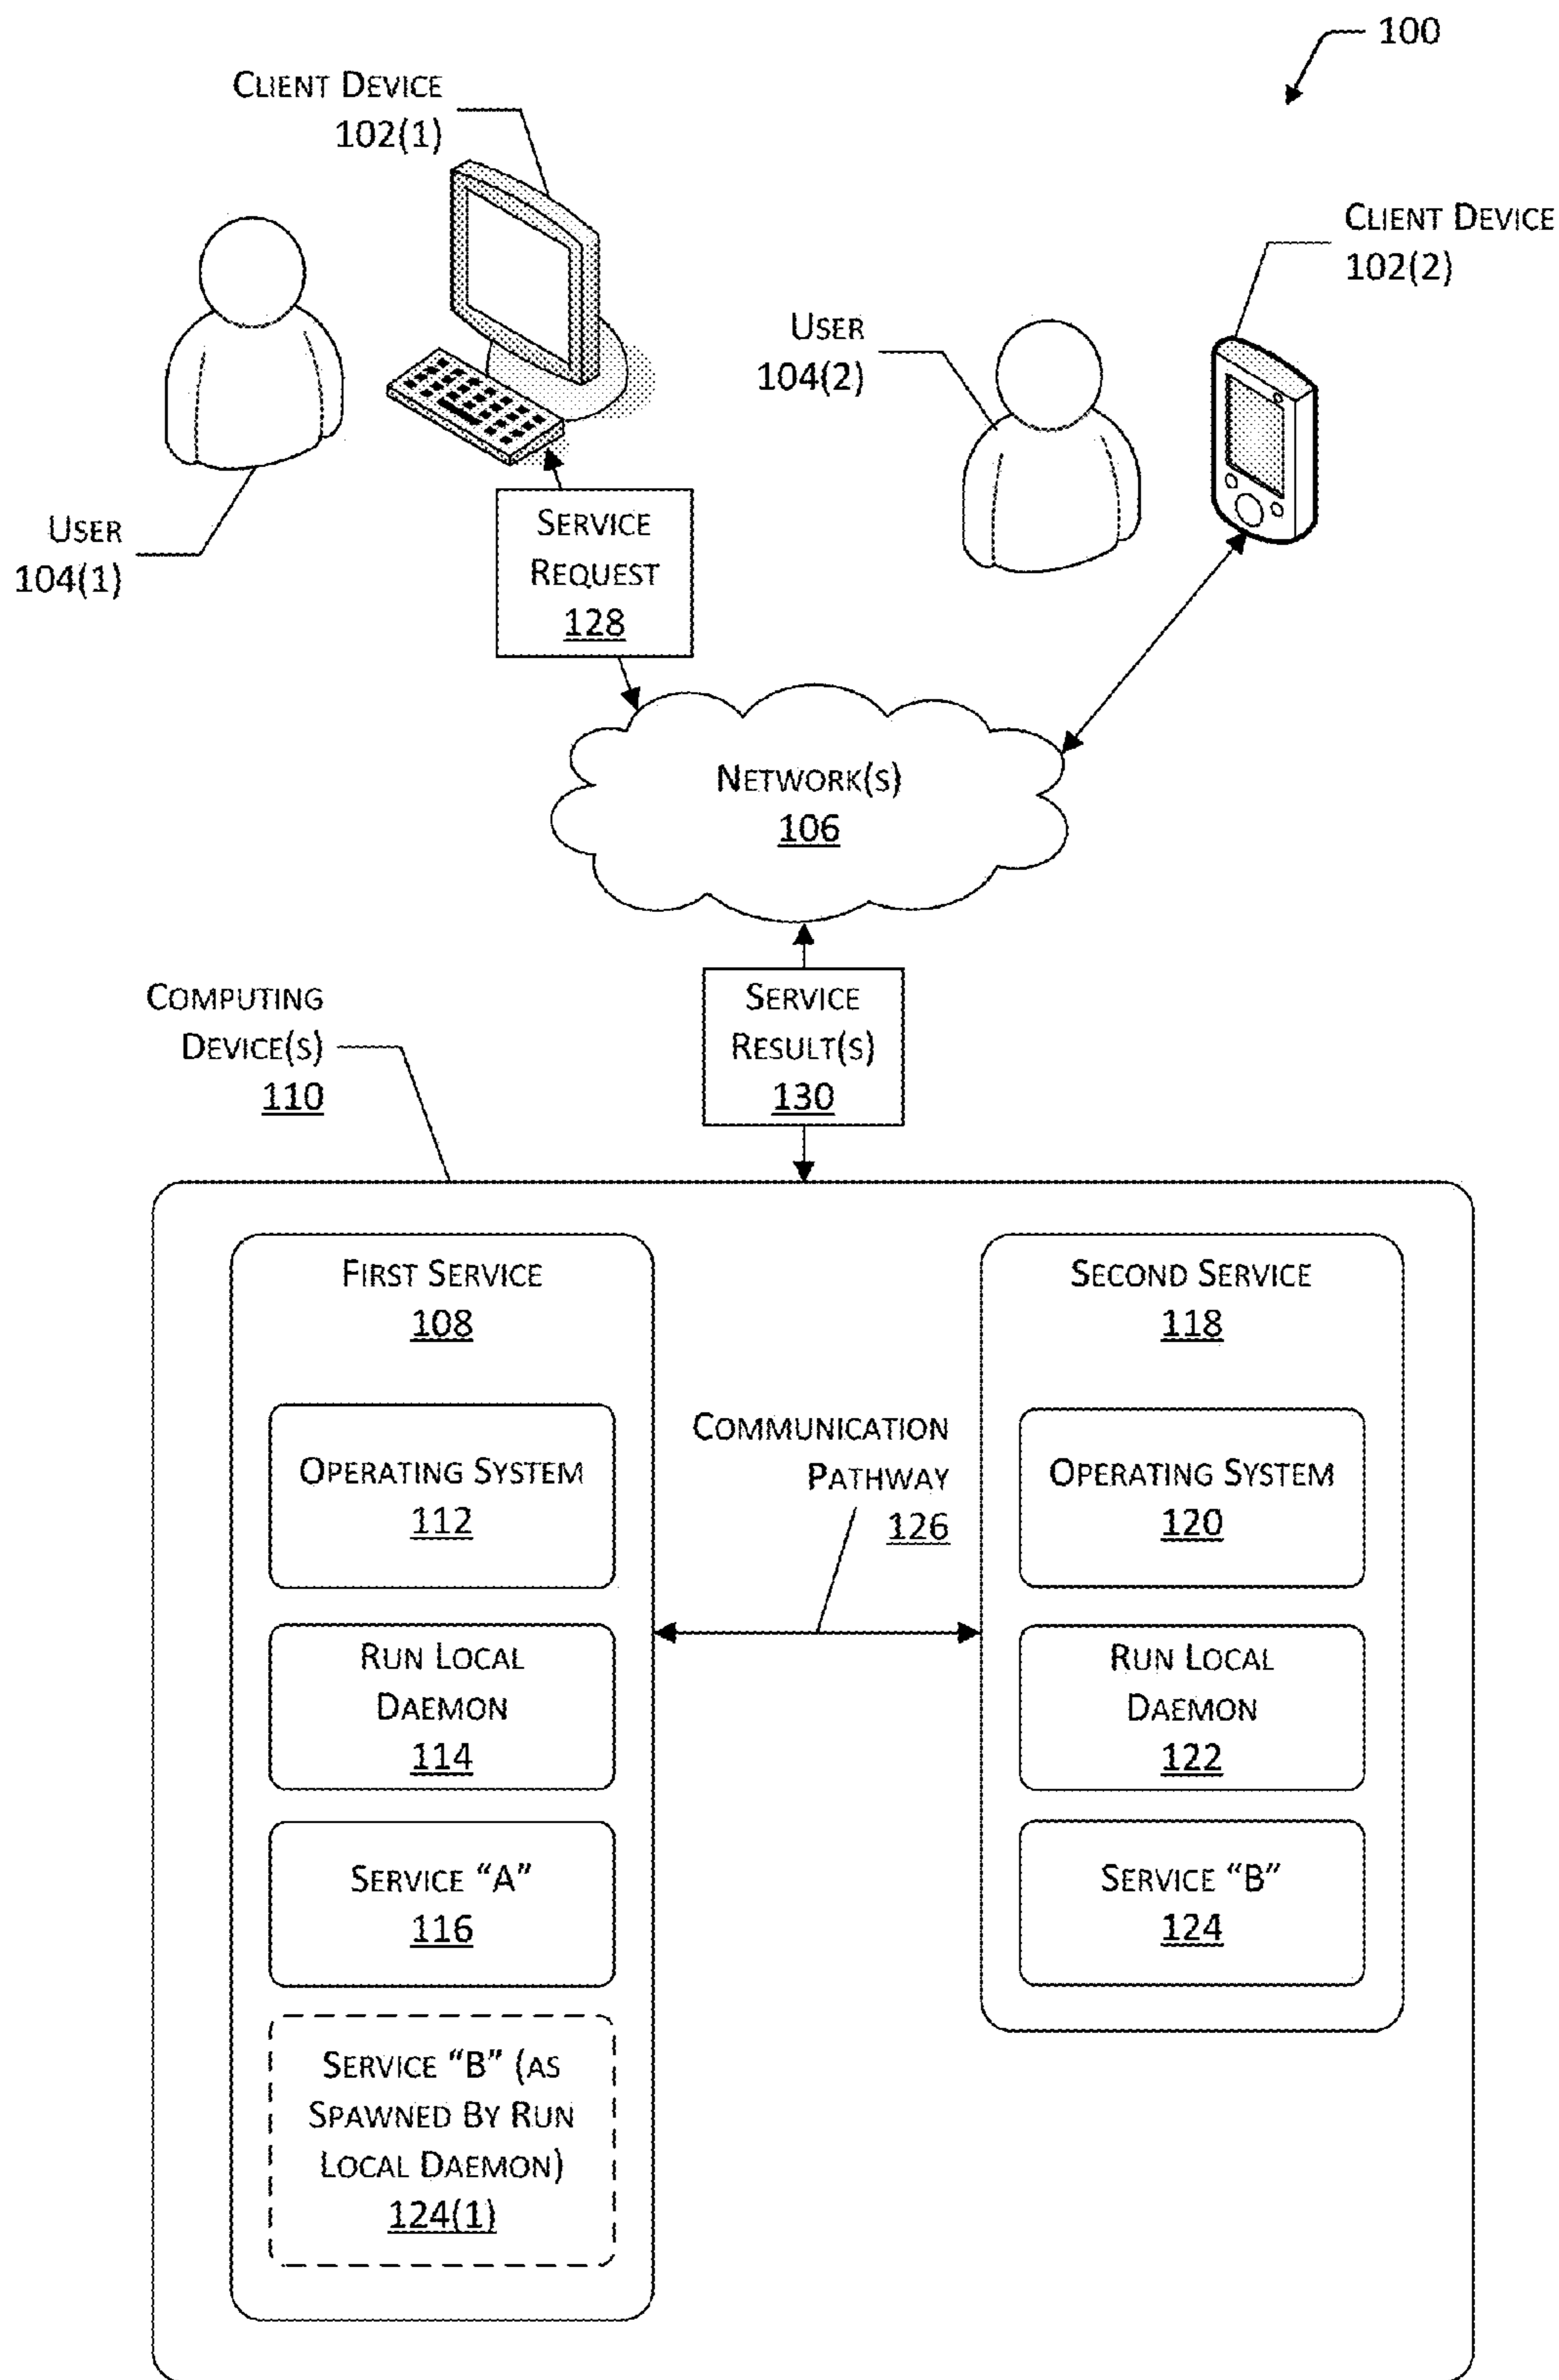 100
CLIENT DEVICE
102(1)
CLIENT DEVICE
102(2)
USER
104(2)
USER
104(1)
SERVICE
REQUEST
128
NETWORK(S)
106
COMPUTING
DEVICE(S)
110
SERVICE
RESULT(S)
130
FIRST SERVICE
108
OPERATING SYSTEM
112
RUN LOCAL
DAEMON
114
SERVICE “A”
116
SERVICE “B” (AS
SPAWNED BY RUN
LOCAL DAEMON)
124(1)
COMMUNICATION
PATHWAY
126
SECOND SERVICE
118
OPERATING SYSTEM
120
RUN LOCAL
DAEMON
122
SERVICE “B”
124